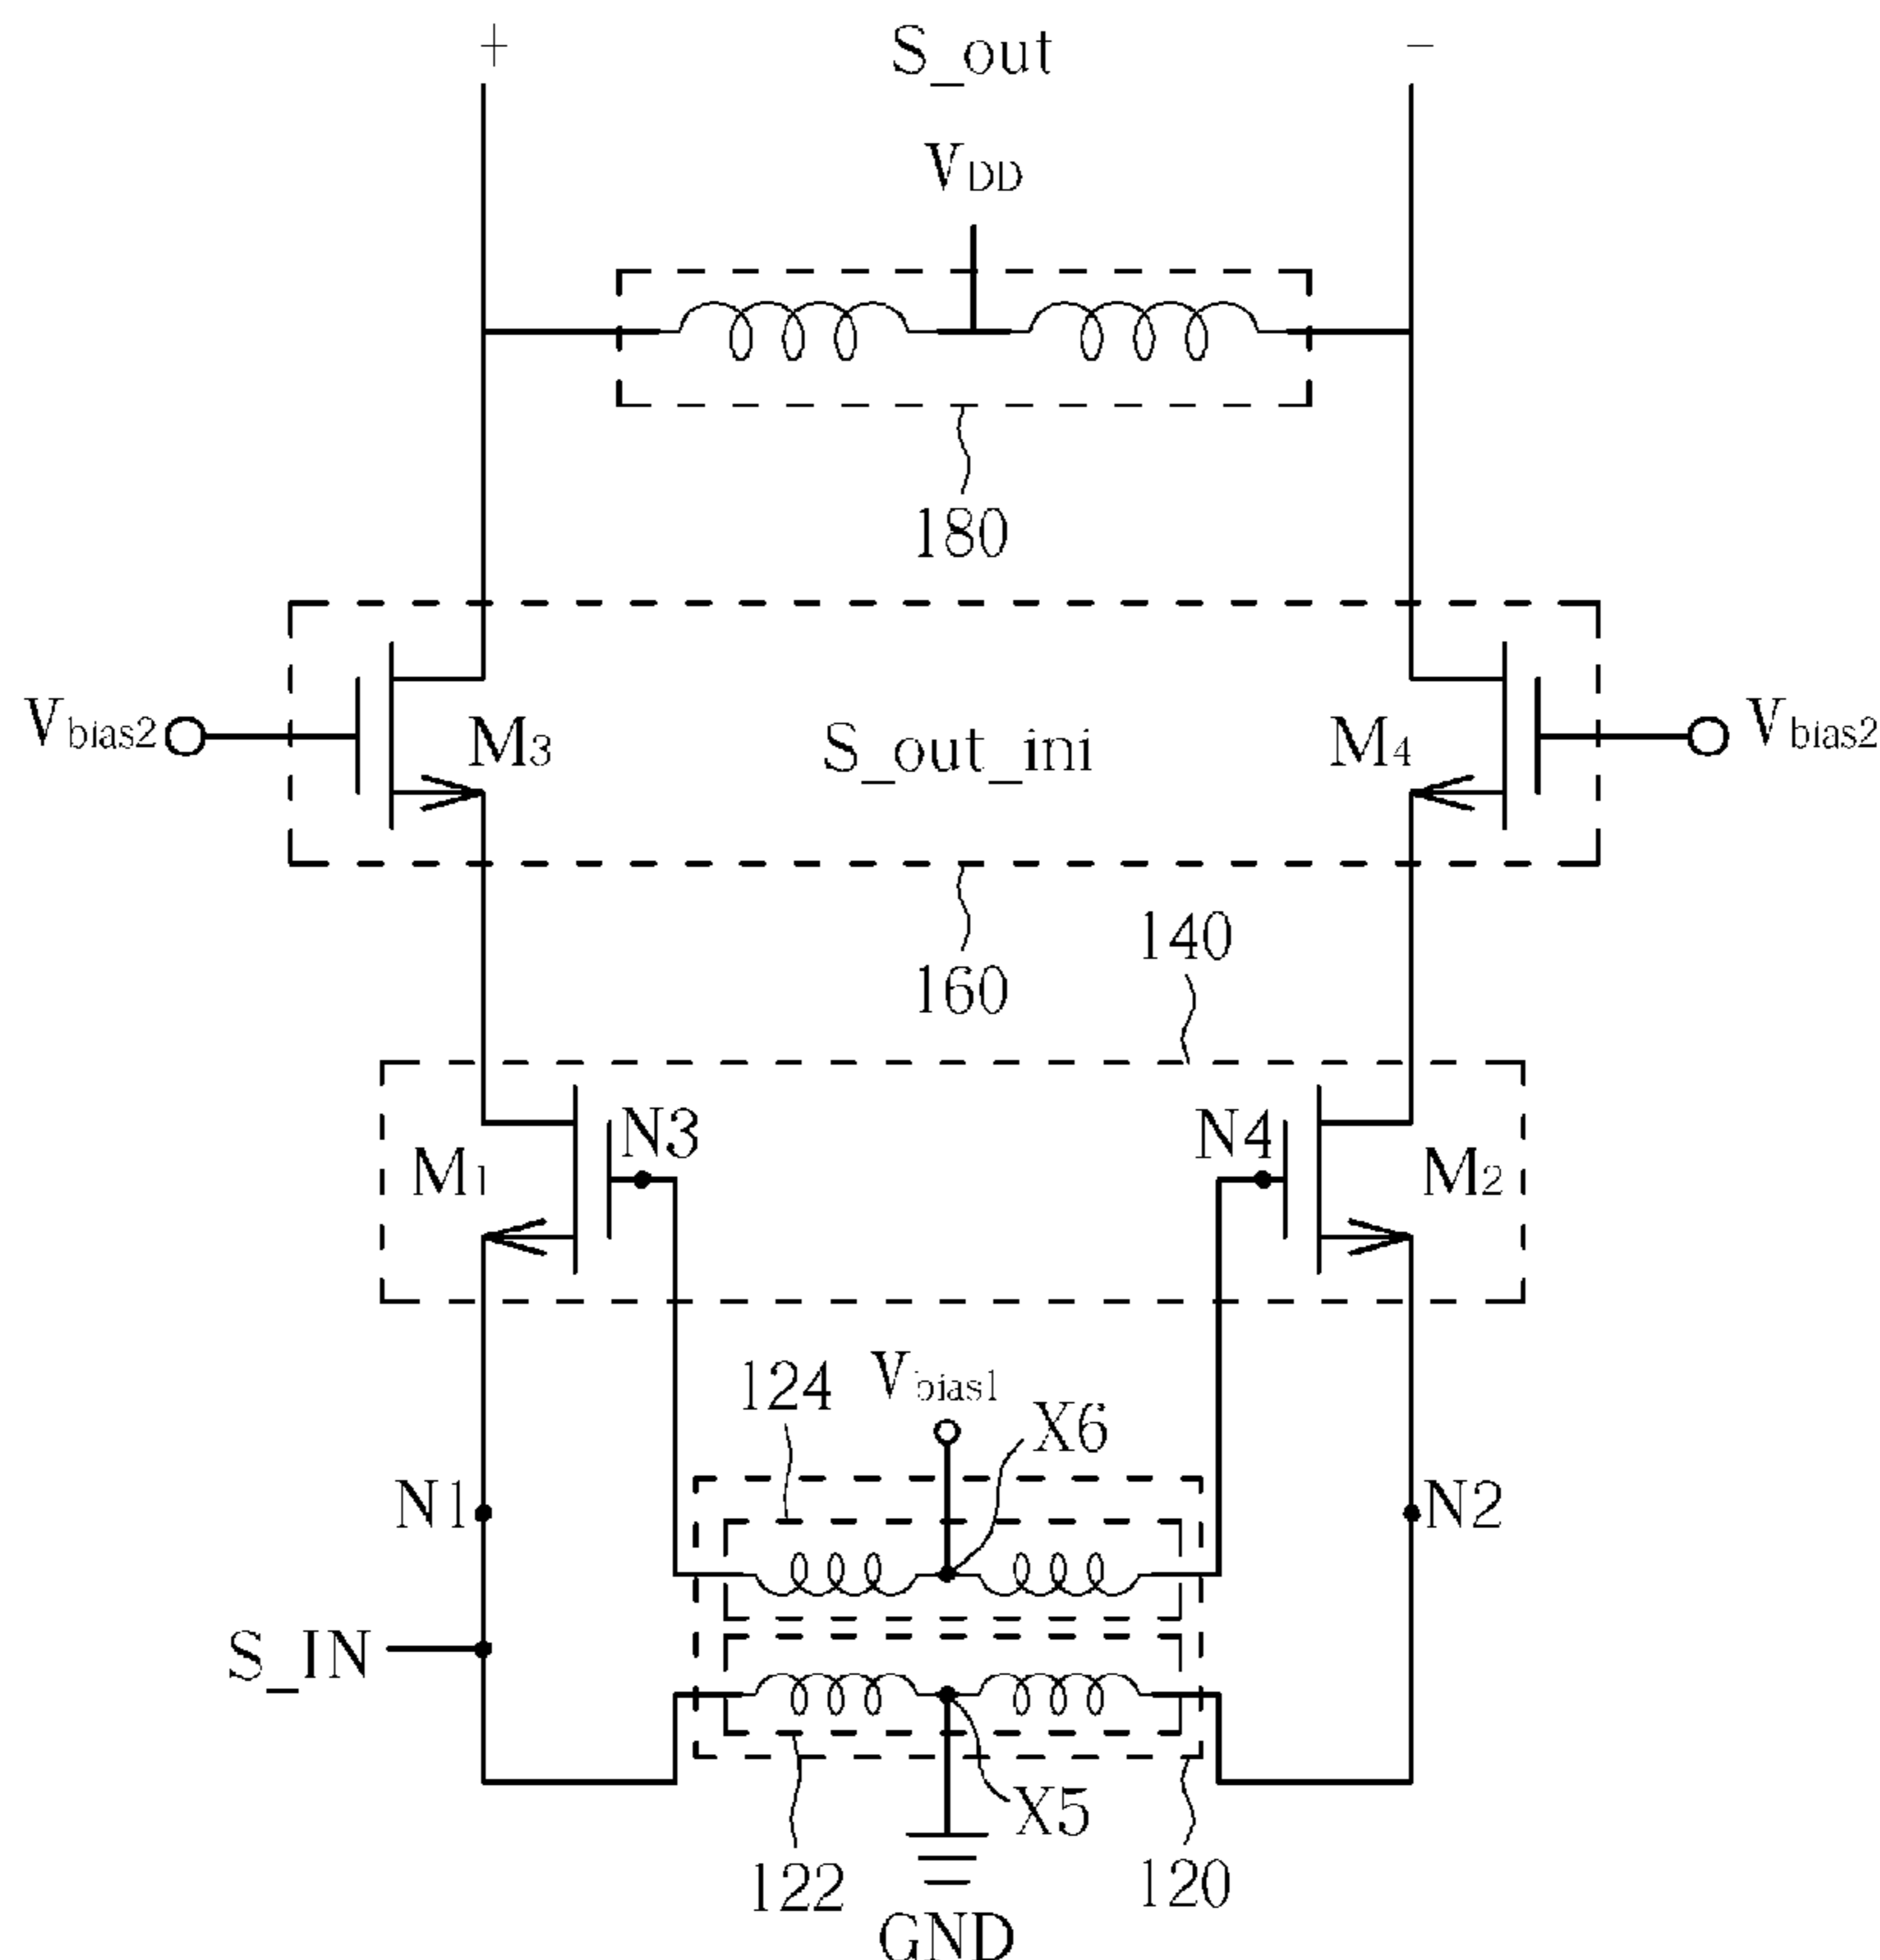 + S_out −
VDD
180
Vbias2 M3 S_out_ini M4 Vbias2
140
160
N3 N4
M1 M2
124 Vbias1 X6
N1 N2
S_IN
X5
122 120
GND